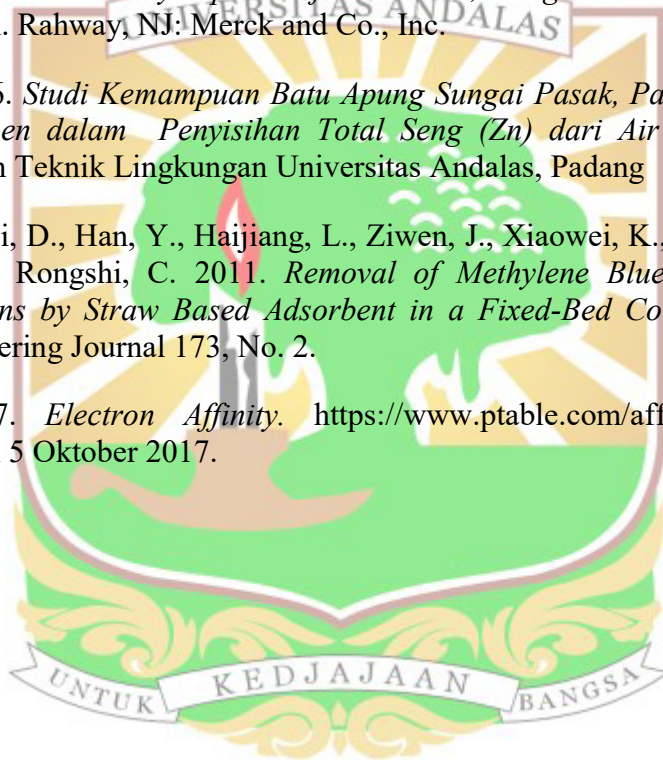 UNIVERSITAS ANDALAS
. Rahway, NJ: Merck and Co., Inc.
6. Studi Kemampuan Batu Apung Sungai Pasak, Pa
en dalam Penyisihan Total Seng (Zn) dari Air
n Teknik Lingkungan Universitas Andalas, Padang
i, D., Han, Y., Haijiang, L., Ziwen, J., Xiaowei, K.,
Rongshi, C. 2011. Removal of Methylene Blue
ns by Straw Based Adsorbent in a Fixed-Bed Co
ering Journal 173, No. 2.
7. Electron Affinity. https://www.ptable.com/aff
5 Oktober 2017.
UNTUK KEDJAJAAN BANGSA